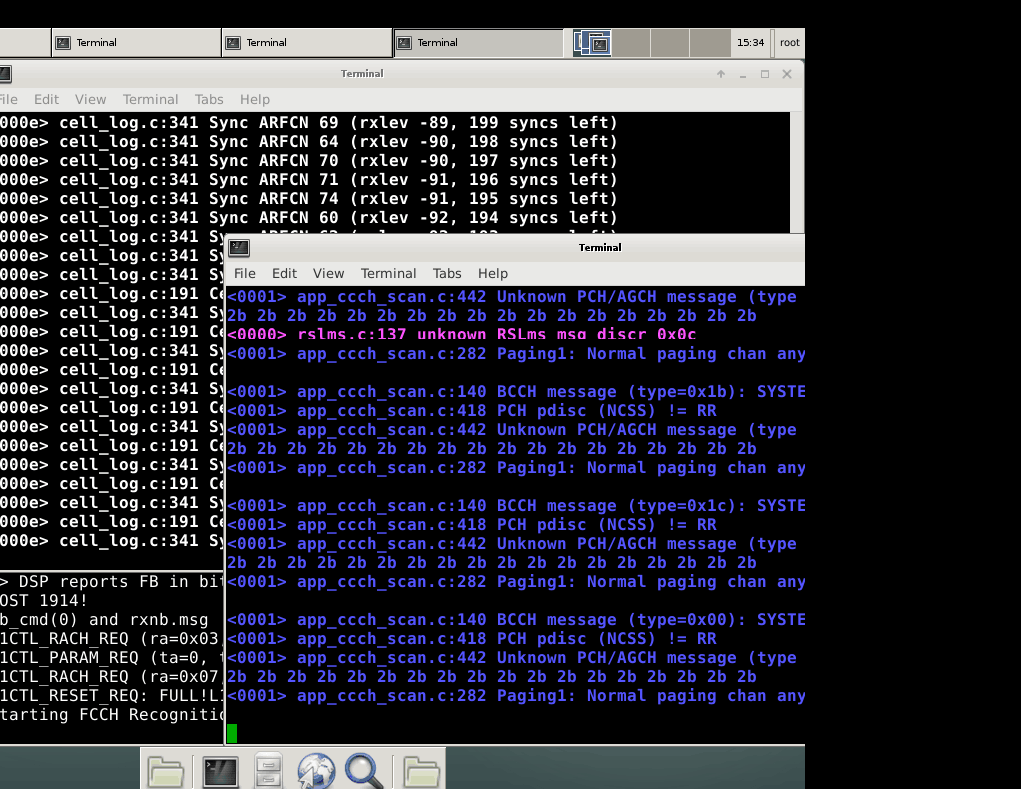 Terminal
Terminal
Terminal
15:34
root
Terminal
File Edit View Terminal Tabs Help
000e> cell_log.c:341 Sync ARFCN 69 (rxlev -89, 199 syncs left)
000e> cell_log.c:341 Sync ARFCN 64 (rxlev -90, 198 syncs left)
000e> cell_log.c:341 Sync ARFCN 70 (rxlev -91, 197 syncs left)
000e> cell_log.c:341 Sync ARFCN 71 (rxlev -91, 196 syncs left)
000e> cell_log.c:341 Sync ARFCN 74 (rxlev -91, 195 syncs left)
000e> cell_log.c:341 Sync ARFCN 60 (rxlev -92, 194 syncs left)
000e> cell_log.c:341 Sy
000e> cell_log.c:341 Sy
000e> cell_log.c:341 Sy
000e> cell_log.c:191 Ce
000e> cell_log.c:341 Sy
000e> cell_log.c:191 Ce
000e> cell_log.c:341 Sy
000e> cell_log.c:191 Ce
000e> cell_log.c:341 Sy
000e> cell_log.c:191 Ce
000e> cell_log.c:341 Sy
000e> cell_log.c:191 Ce
000e> cell_log.c:341 Sy
000e> cell_log.c:191 Ce
000e> cell_log.c:341 Sy
000e> cell_log.c:191 Ce
000e> cell_log.c:341 Sy
> DSP reports FB in bit
OST 1914!
b_cmd(0) and rxnb.msg
1CTL_RACH_REQ (ra=0x03
1CTL_PARAM_REQ (ta=0,
1CTL_RACH_REQ (ra=0x07
1CTL_RESET_REQ: FULL!L1
tarting FCCH Recognitio
Terminal
File Edit View Terminal Tabs Help
<0001> app_ccch_scan.c:442 Unknown PCH/AGCH message (type
2b 2b 2b 2b 2b 2b 2b 2b 2b 2b 2b 2b 2b 2b 2b 2b 2b 2b
<0000> rslms.c:137 unknown RSLms msg discr 0x0c
<0001> app_ccch_scan.c:282 Paging1: Normal paging chan any
<0001> app_ccch_scan.c:140 BCCH message (type=0x1b): SYSTE
<0001> app_ccch_scan.c:418 PCH pdisc (NCSS) != RR
<0001> app_ccch_scan.c:442 Unknown PCH/AGCH message (type
2b 2b 2b 2b 2b 2b 2b 2b 2b 2b 2b 2b 2b 2b 2b 2b 2b 2b
<0001> app_ccch_scan.c:282 Paging1: Normal paging chan any
<0001> app_ccch_scan.c:140 BCCH message (type=0x1c): SYSTE
<0001> app_ccch_scan.c:418 PCH pdisc (NCSS) != RR
<0001> app_ccch_scan.c:442 Unknown PCH/AGCH message (type
2b 2b 2b 2b 2b 2b 2b 2b 2b 2b 2b 2b 2b 2b 2b 2b 2b 2b
<0001> app_ccch_scan.c:282 Paging1: Normal paging chan any
<0001> app_ccch_scan.c:140 BCCH message (type=0x00): SYSTE
<0001> app_ccch_scan.c:418 PCH pdisc (NCSS) != RR
<0001> app_ccch_scan.c:442 Unknown PCH/AGCH message (type
2b 2b 2b 2b 2b 2b 2b 2b 2b 2b 2b 2b 2b 2b 2b 2b 2b 2b
<0001> app_ccch_scan.c:282 Paging1: Normal paging chan any